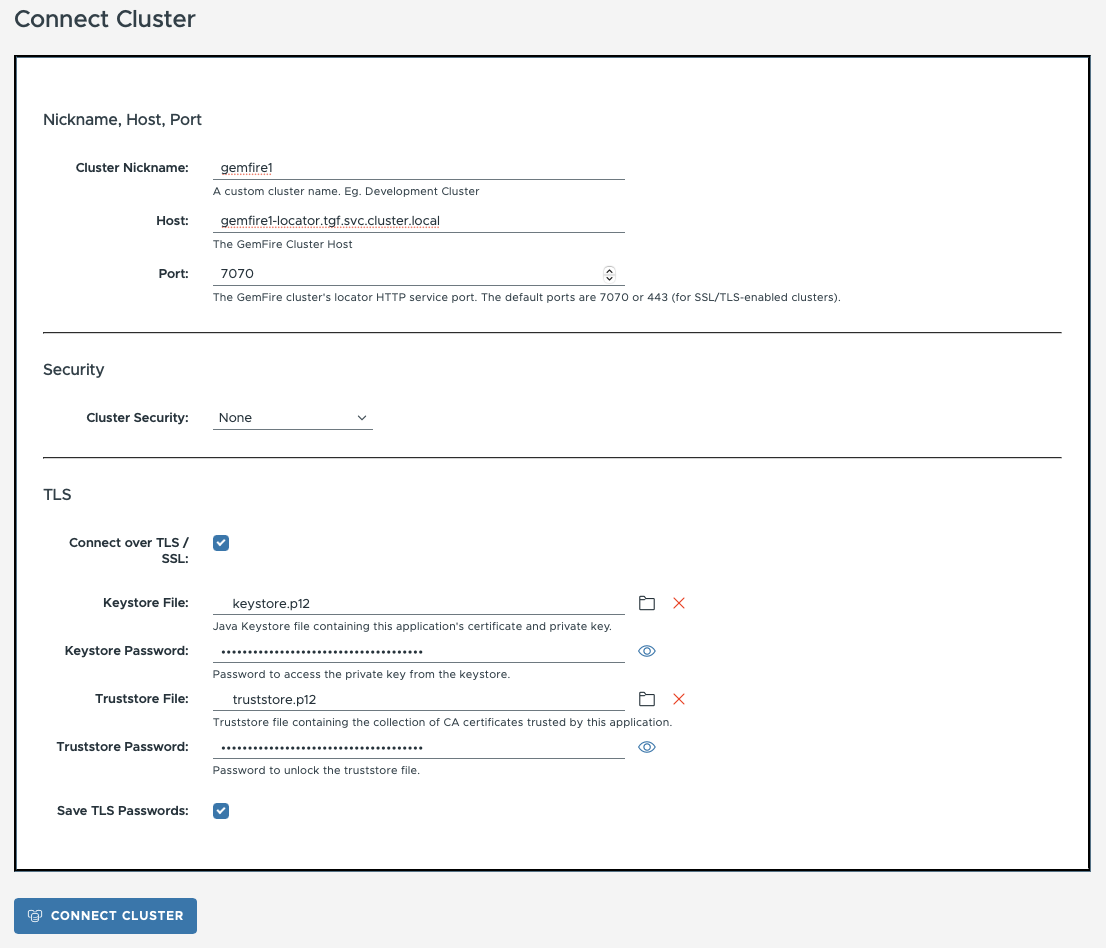 Connect Cluster
Nickname, Host, Port
Cluster Nickname: gemfire1
A custom cluster name. Eg. Development Cluster
Host: gemfire1-locator.tgf.svc.cluster.local
The GemFire Cluster Host
Port: 7070
The GemFire cluster's locator HTTP service port. The default ports are 7070 or 443 (for SSL/TLS-enabled clusters).
Security
Cluster Security: None
TLS
Connect over TLS /
SSL:
Keystore File: keystore.p12
Java Keystore file containing this application's certificate and private key.
Keystore Password: ••••••••••••••••••••••••••••••••••••••
Password to access the private key from the keystore.
Truststore File: truststore.p12
Truststore file containing the collection of CA certificates trusted by this application.
Truststore Password: ••••••••••••••••••••••••••••••••••••••
Password to unlock the truststore file.
Save TLS Passwords:
CONNECT CLUSTER